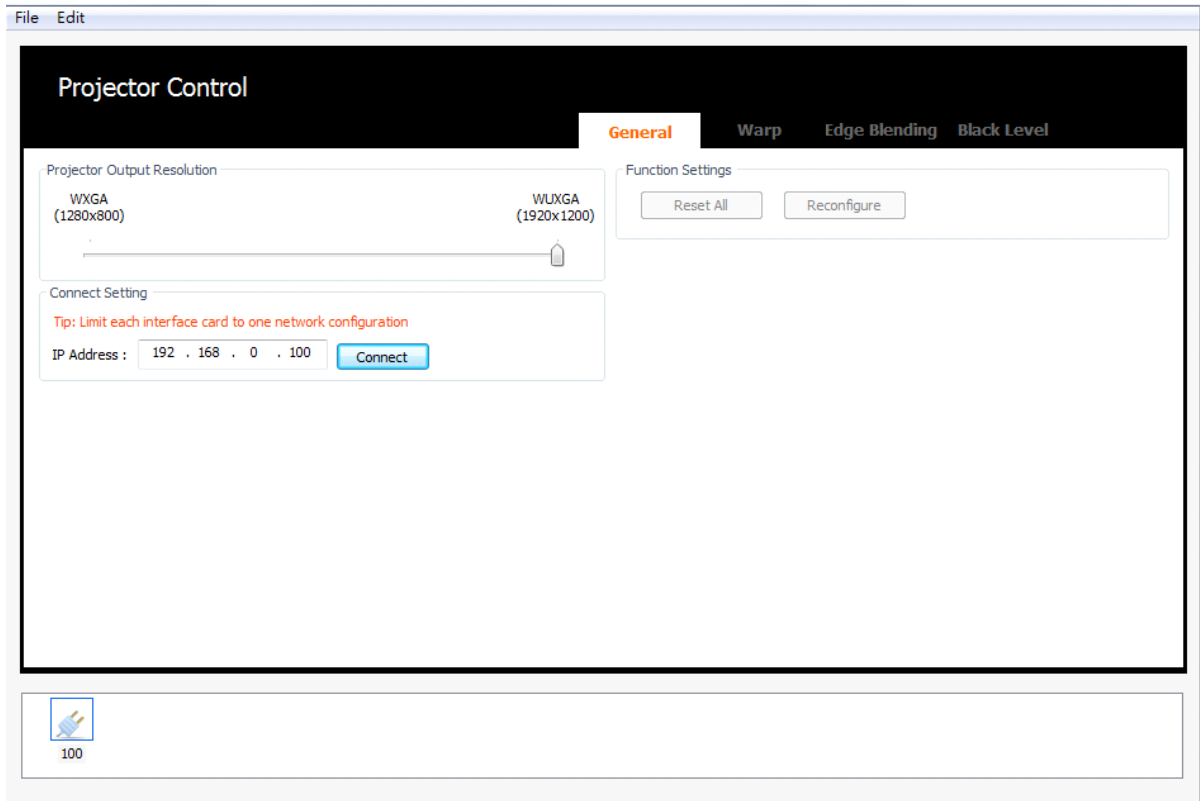 File Edit
Projector Control
General Warp Edge Blending Black Level
Projector Output Resolution
WXGA
(1280x800)
WUXGA
(1920x1200)
Function Settings
Reset All Reconfigure
Connect Setting
Tip: Limit each interface card to one network configuration
IP Address : 192 . 168 . 0 . 100 Connect
100